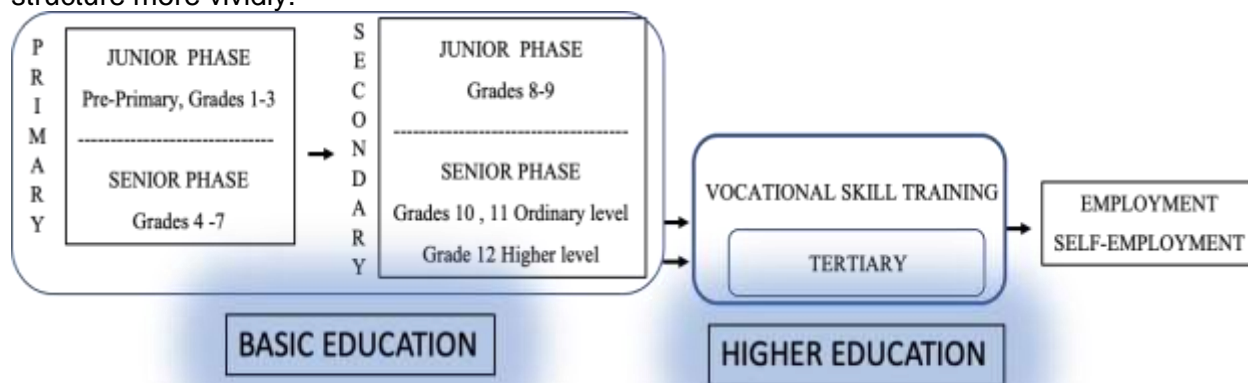 structure more vividly.
PRIMARY
JUNIOR PHASE
Pre-Primary, Grades 1-3
--------------------------------
SENIOR PHASE
Grades 4 -7
SECONDARY
JUNIOR PHASE
Grades 8-9
--------------------------------------
SENIOR PHASE
Grades 10 , 11 Ordinary level
Grade 12 Higher level
VOCATIONAL SKILL TRAINING
TERTIARY
EMPLOYMENT
SELF-EMPLOYMENT
BASIC EDUCATION
HIGHER EDUCATION